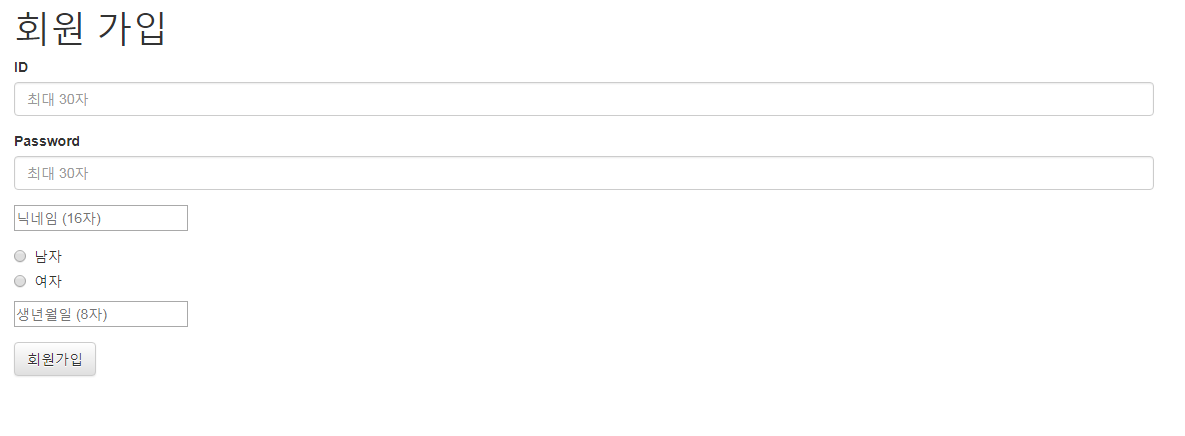 회원 가입
ID
최대 30자
Password
최대 30자
닉네임 (16자)
남자
여자
생년월일 (8자)
회원가입